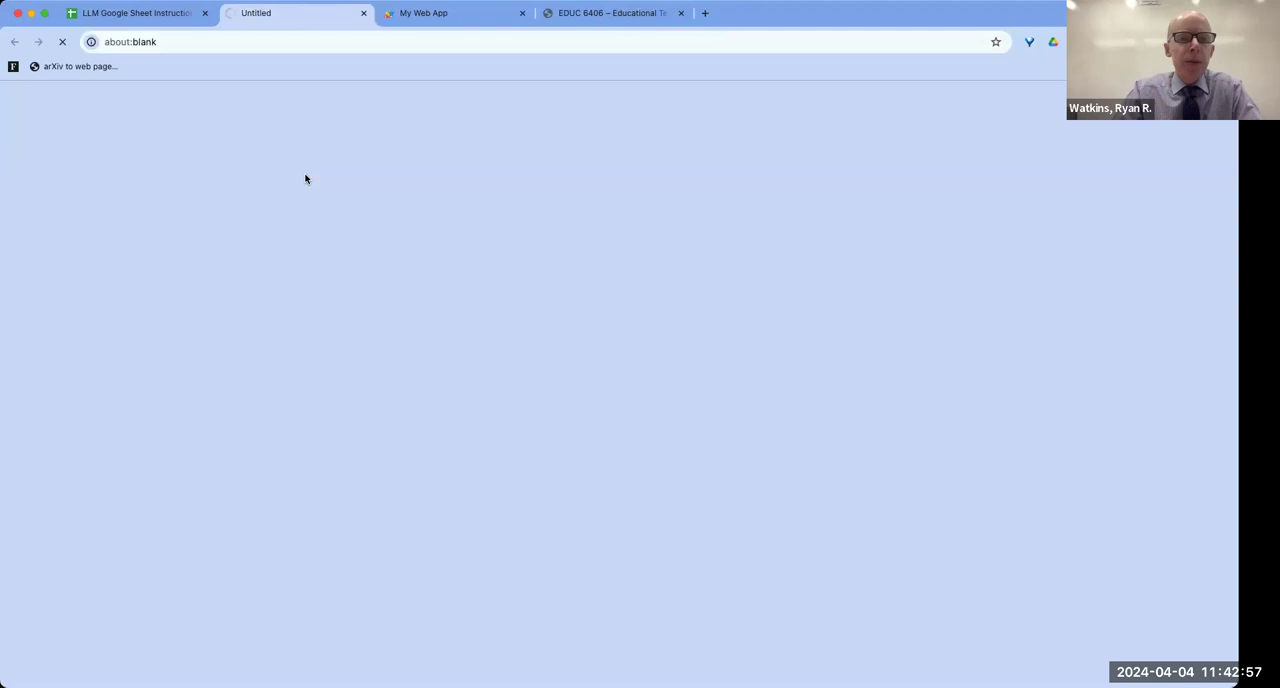 LLM Google Sheet Instructio
Untitled
My Web App
EDUC 6406 – Educational Te
about:blank
F
arXiv to web page...
Watkins, Ryan R.
2024-04-04 11:42:57